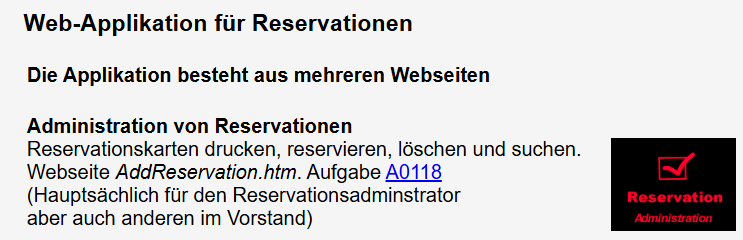 Web-Applikation für Reservationen
Die Applikation besteht aus mehreren Webseiten
Administration von Reservationen
Reservationskarten drucken, reservieren, löschen und suchen.
Webseite AddReservation.htm. Aufgabe A0118
(Hauptsächlich für den Reservationsadminstrator
aber auch anderen im Vorstand)
Reservation
Administration